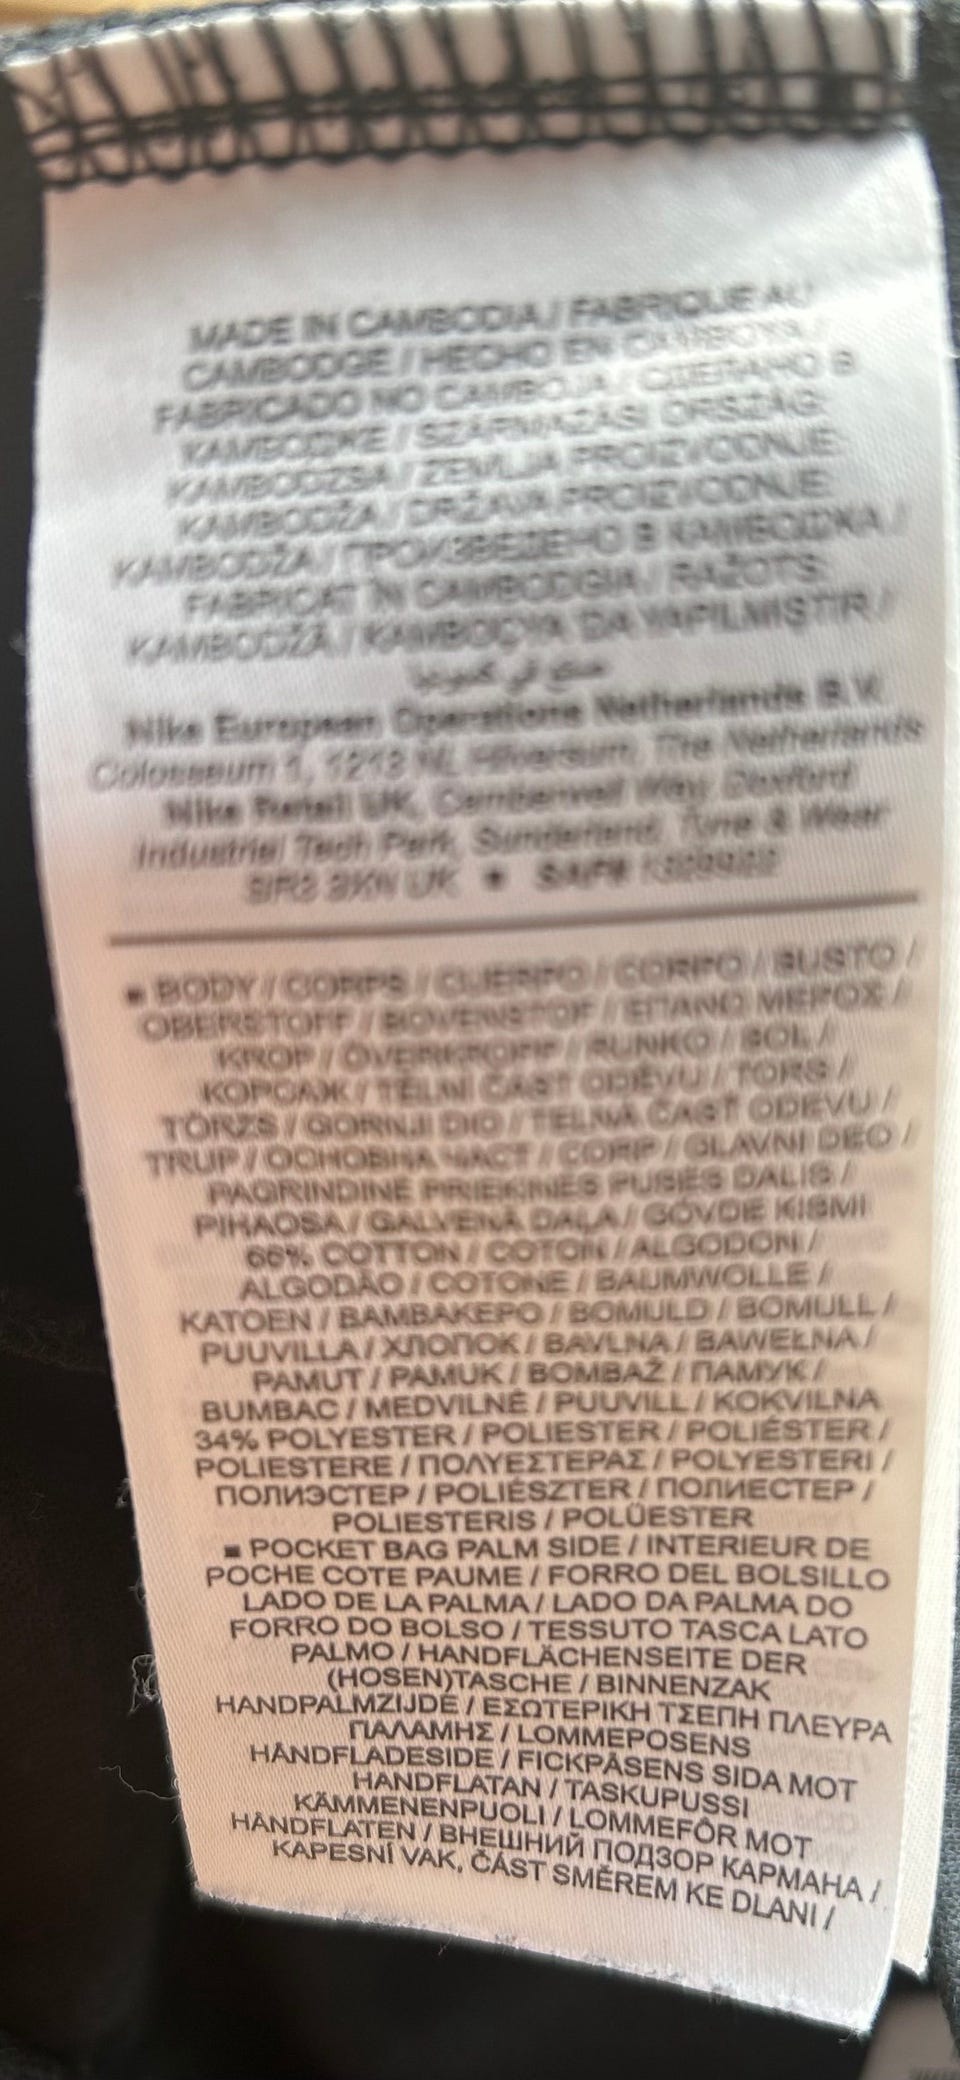 MADE IN CAMBODIA / FABRIQUE AU
CAMBODGE / HECHO EN CAMBOYA /
FABRICADO NO CAMBOJA / СДЕЛАНО В
KAMBODŽA / DRŽAVA PROIZVODNJE:
KAMBODŽA / ПРОИЗВЕДЕНО В КАМБОДЖА /
FABRICAT ÎN CAMBODGIA / RAŽOTS:
KAMBODŽĀ / KAMBOÇYA DA YAPILMIŞTIR /
صنع في كمبوديا
Nike European Operations Netherlands B.V.
Colosseum 1, 1213 NL Hilversum, The Netherlands
Nike Retail UK, Camberwell Way, Doxford
Industrial Tech Park, Sunderland, Tyne & Wear
SR3 3XN UK • SAF#
■ BODY / CORPS / CUERPO / CORPO / BUSTO /
OBERSTOFF / BOVENSTOF / ΕΠΑΝΩ ΜΕΡΟΣ /
KROP / ÖVERKROPP / RUNKO / BOL /
КОРСАЖ / TĚLNÍ ČÁST ODĚVU / TORS /
TÖRZS / GORNJI DIO / TELNÁ ČASŤ ODEVU /
TRUP / ОСНОВНА ЧАСТ / CORP / GLAVNI DEO /
PAGRINDINĖ PRIEKINĖS PUSĖS DALIS /
PIHAOSA / GALVENĀ DAĻA / GÖVDE KISMI
66% COTTON / COTON / ALGODON /
ALGODÃO / COTONE / BAUMWOLLE /
KATOEN / ΒΑΜΒΑΚΕΡΟ / BOMULD / BOMULL /
PUUVILLA / ХЛОПОК / BAVLNA / BAWEŁNA /
PAMUT / PAMUK / BOMBAŽ / ПАМУК /
BUMBAC / MEDVILNĖ / PUUVILL / KOKVILNA
34% POLYESTER / POLIESTER / POLIÉSTER /
POLIESTERE / ΠΟΛΥΕΣΤΕΡΑΣ / POLYESTERI /
ПОЛИЭСТЕР / POLIÉSZTER / ПОЛИЕСТЕР /
POLIESTERIS / POLÜESTER
■ POCKET BAG PALM SIDE / INTERIEUR DE
POCHE COTE PAUME / FORRO DEL BOLSILLO
LADO DE LA PALMA / LADO DA PALMA DO
FORRO DO BOLSO / TESSUTO TASCA LATO
PALMO / HANDFLÄCHENSEITE DER
(HOSEN)TASCHE / BINNENZAK
HANDPALMZIJDE / ΕΣΩΤΕΡΙΚΗ ΤΣΕΠΗ ΠΛΕΥΡΑ
ΠΑΛΑΜΗΣ / LOMMEPOSENS
HÅNDFLADESIDE / FICKPÅSENS SIDA MOT
HANDFLATAN / TASKUPUSSI
KÄMMENENPUOLI / LOMMEFÔR MOT
HÅNDFLATEN / ВНЕШНИЙ ПОДЗОР КАРМАНА /
KAPESNÍ VAK, ČÁST SMĚREM KE DLANI /